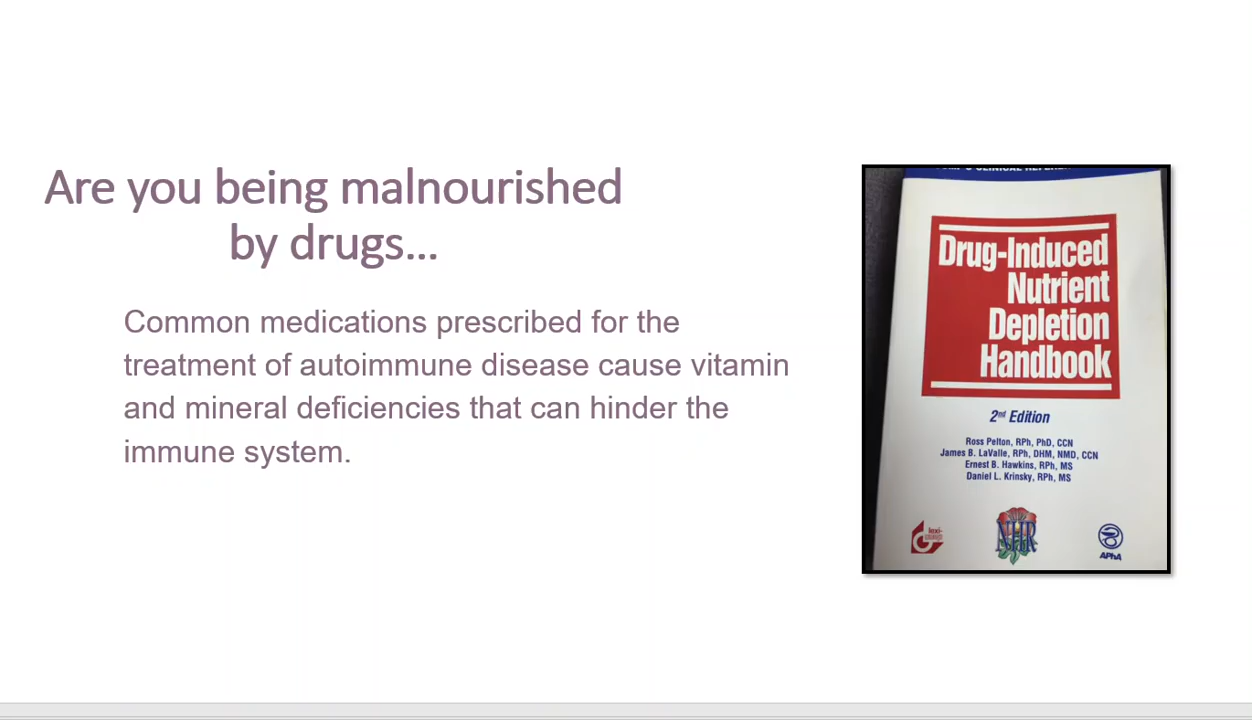 Are you being malnourished
by drugs...
Common medications prescribed for the
treatment of autoimmune disease cause vitamin
and mineral deficiencies that can hinder the
immune system.
CLINICAL
Drug-Induced
Nutrient
Depletion
Handbook
2nd Edition
Ross Pelton, RPh, PhD, CCN
James B. LaValle, RPh, DHM, NMD, CCN
Ernest B. Hawkins, RPh, MS
Daniel L. Krinsky, RPh, MS
NHR
APhA